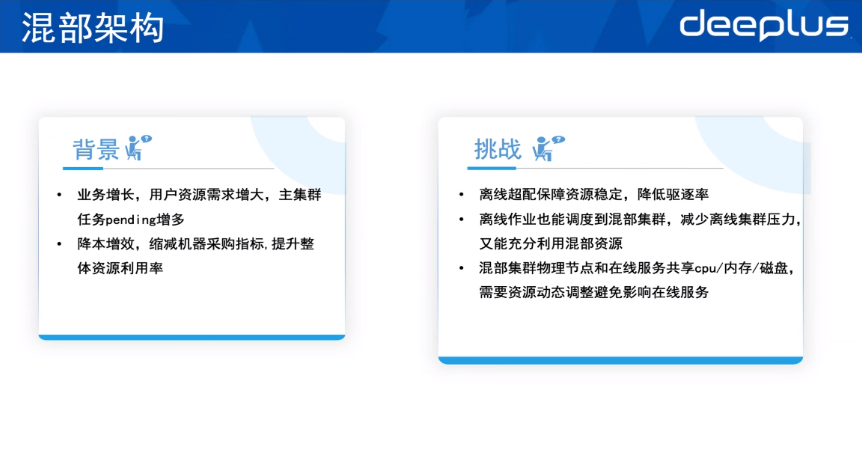 混部架构
deeplus
背景
• 业务增长，用户资源需求增大，主集群
任务pending增多
• 降本增效，缩减机器采购指标,提升整
体资源利用率
挑战
• 离线超配保障资源稳定，降低驱逐率
• 离线作业也能调度到混部集群，减少离线集群压力，
又能充分利用混部资源
• 混部集群物理节点和在线服务共享cpu/内存/磁盘，
需要资源动态调整避免影响在线服务